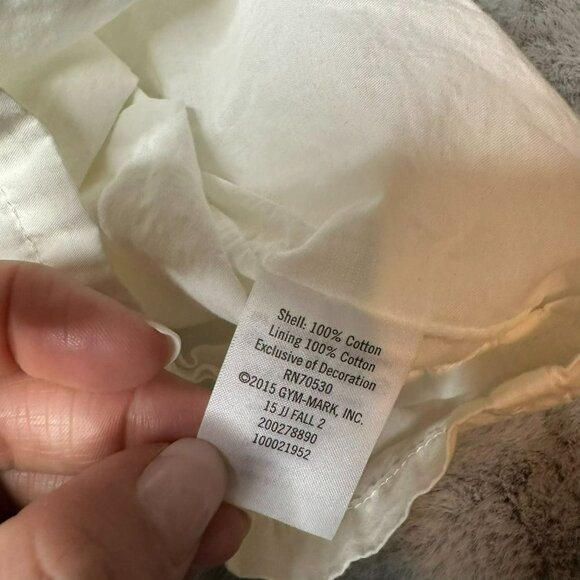 Shell: 100% Cotton
Lining 100% Cotton
Exclusive of Decoration
RN70530
©2015 GYM-MARK, INC.
15 JJ FALL 2
200278890
100021952